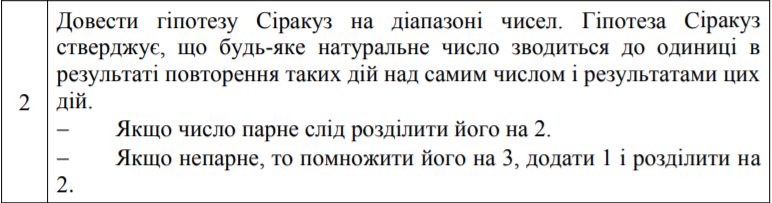 Довести гіпотезу Сіракуз на діапазоні чисел. Гіпотеза Сіракуз
стверджує, що будь-яке натуральне число зводиться до одиниці в
результаті повторення таких дій над самим числом і результатами цих
2 дій.
– Якщо число парне слід розділити його на 2.
– Якщо непарне, то помножити його на 3, додати 1 і розділити на
2.